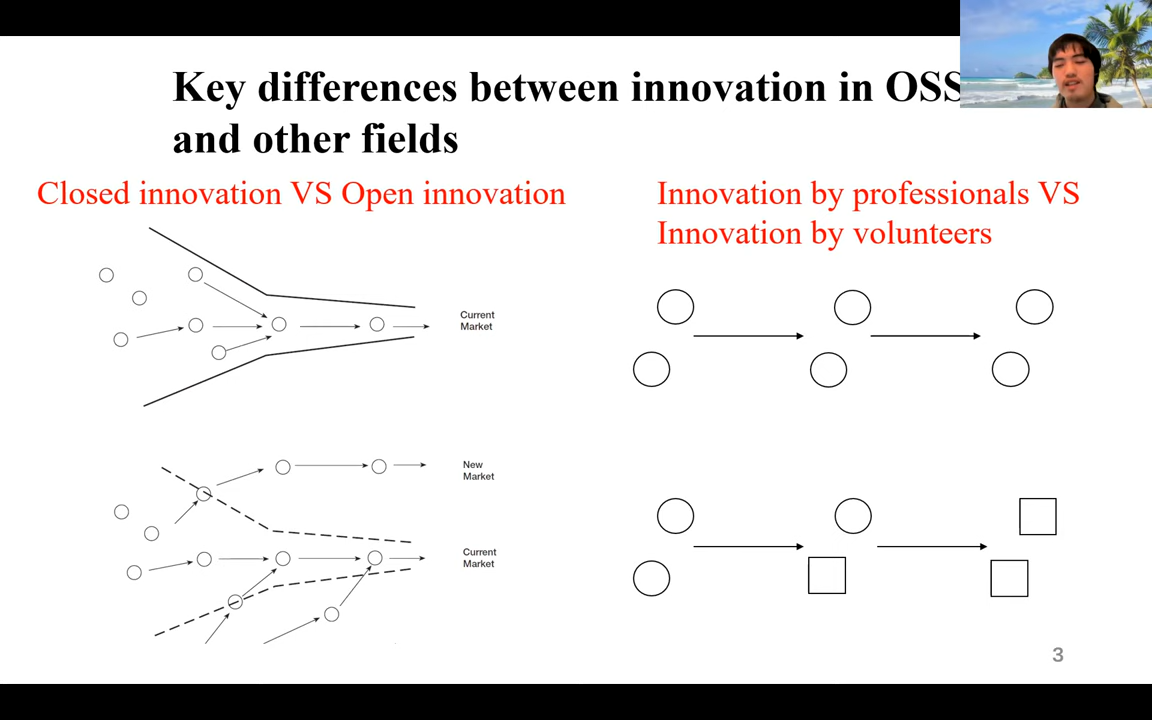 Key differences between innovation in OSS
and other fields
Closed innovation VS Open innovation
Innovation by professionals VS
Innovation by volunteers
Current
Market
New
Market
Current
Market
3